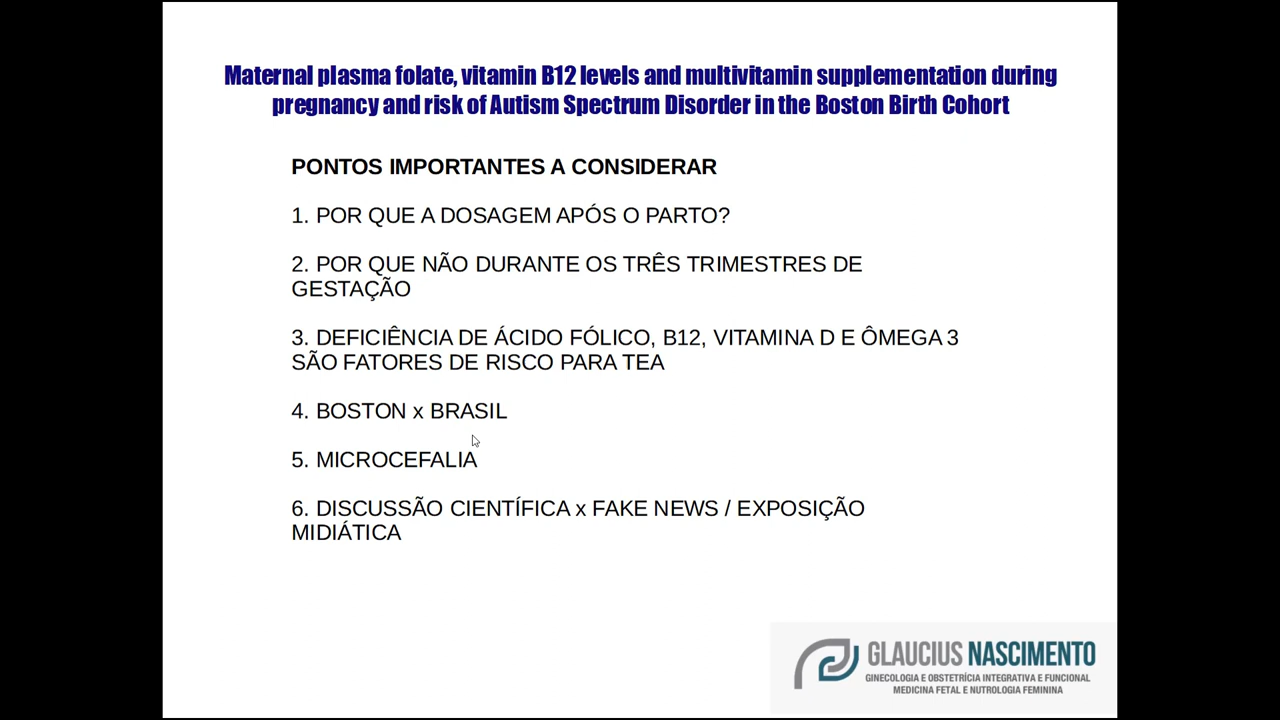 Maternal plasma folate, vitamin B12 levels and multivitamin supplementation during
pregnancy and risk of Autism Spectrum Disorder in the Boston Birth Cohort
PONTOS IMPORTANTES A CONSIDERAR
1. POR QUE A DOSAGEM APÓS O PARTO?
2. POR QUE NÃO DURANTE OS TRÊS TRIMESTRES DE
GESTAÇÃO
3. DEFICIÊNCIA DE ÁCIDO FÓLICO, B12, VITAMINA D E ÔMEGA 3
SÃO FATORES DE RISCO PARA TEA
4. BOSTON x BRASIL
5. MICROCEFALIA
6. DISCUSSÃO CIENTÍFICA x FAKE NEWS / EXPOSIÇÃO
MIDIÁTICA
GLAUCIUS NASCIMENTO
GINECOLOGIA E OBSTETRÍCIA INTEGRATIVA E FUNCIONAL
MEDICINA FETAL E NUTROLOGIA FEMININA